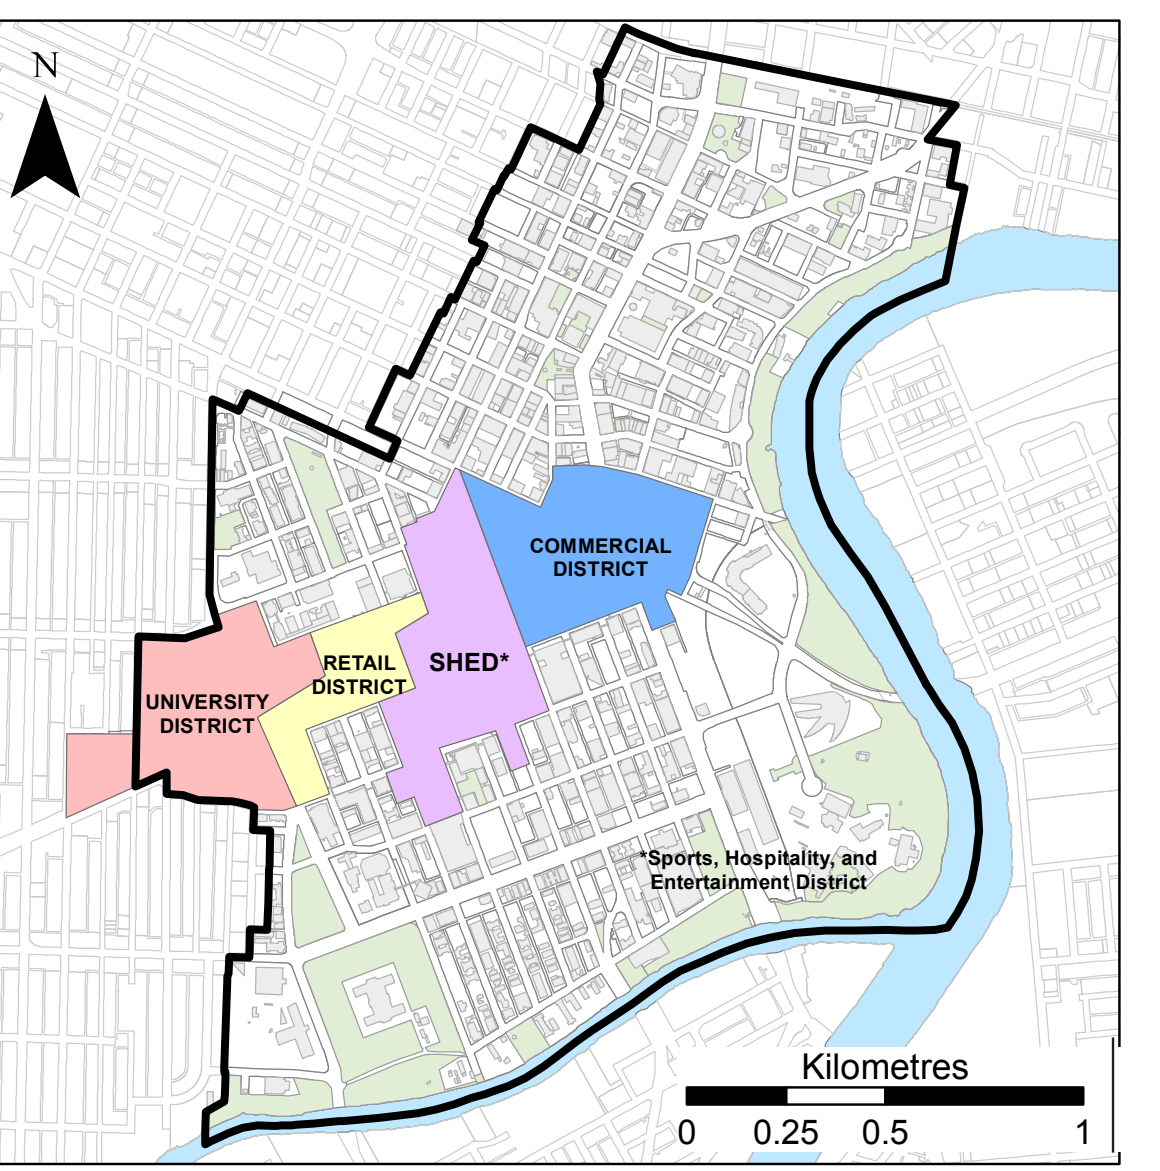 N
COMMERCIAL
DISTRICT
SHED*
RETAIL
DISTRICT
UNIVERSITY
DISTRICT
*Sports, Hospitality, and
Entertainment District
Kilometres
0 0.25 0.5 1